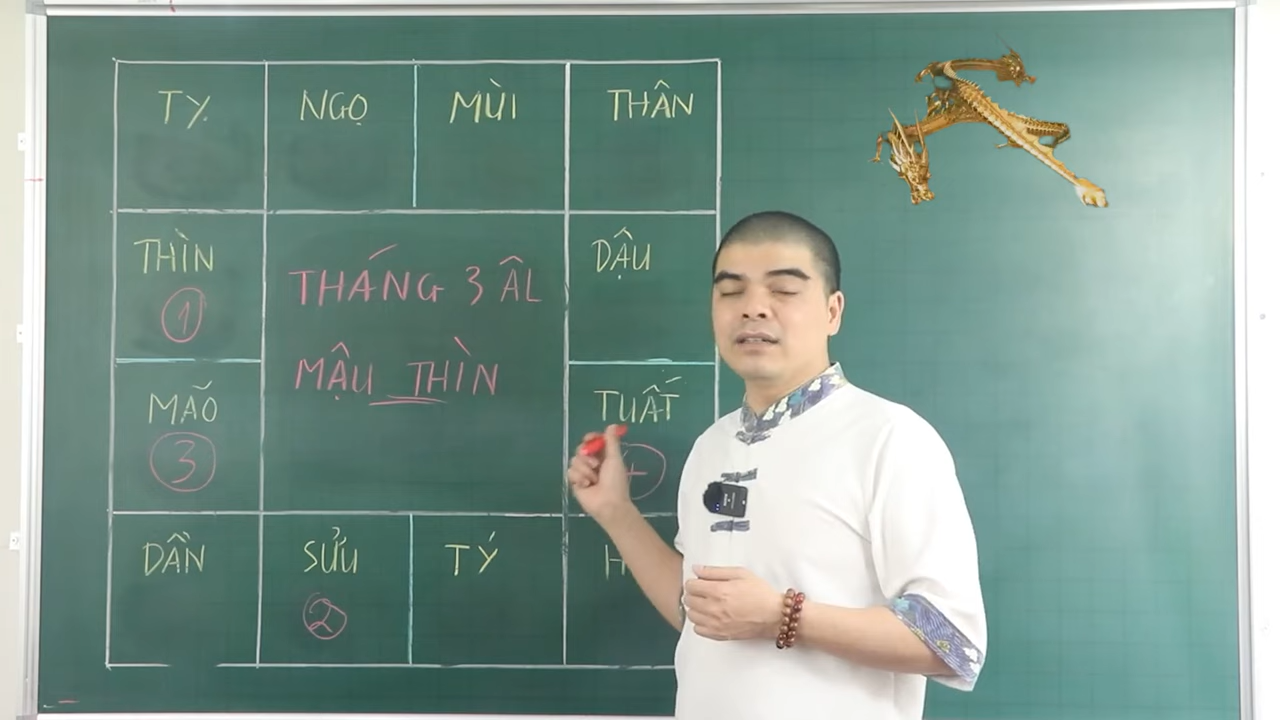 TỴ
NGỌ
MÙI
THÂN
THÌN
1
THÁNG 3 ÂL
DẬU
MÃO
3
MẬU THÌN
TUẤT
DẦN
SỬU
2
TÝ